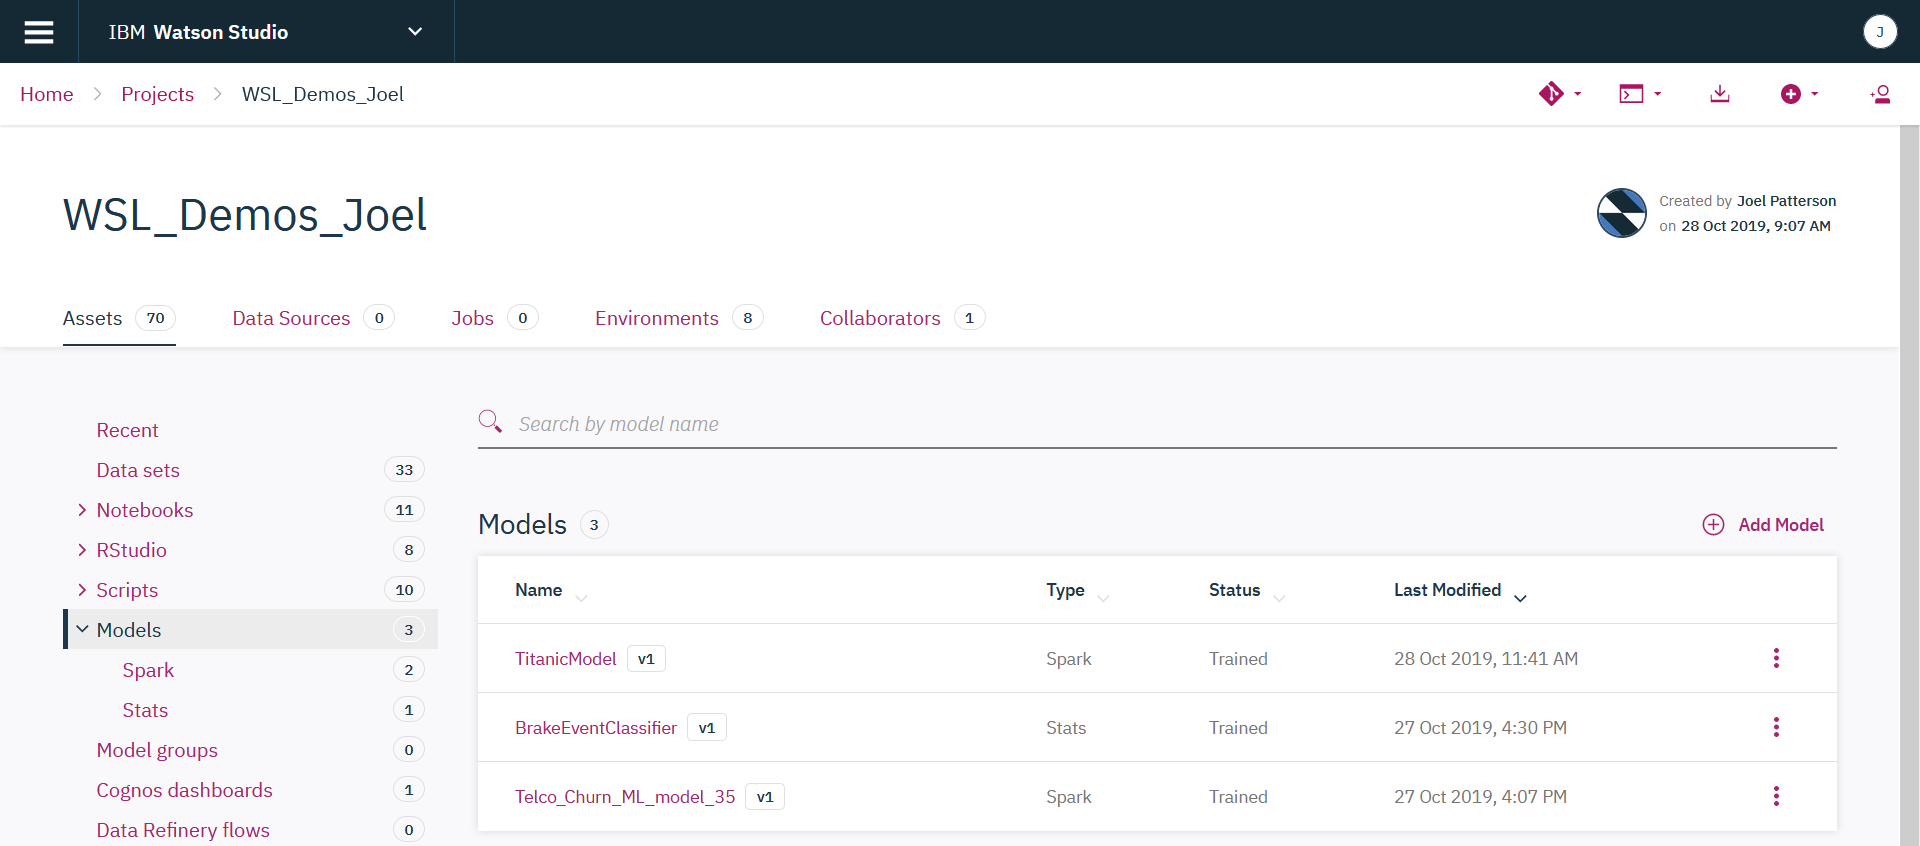 IBM Watson Studio
J
Home
Projects
WSL_Demos_Joel
WSL_Demos_Joel
Created by Joel Patterson
on 28 Oct 2019, 9:07 AM
Assets 70
Data Sources 0
Jobs 0
Environments 8
Collaborators 1
Recent
Data sets 33
Notebooks 11
RStudio 8
Scripts 10
Models 3
Spark 2
Stats 1
Model groups 0
Cognos dashboards 1
Data Refinery flows 0
Search by model name
Models 3
Add Model
Name Type Status Last Modified
TitanicModel v1 Spark Trained 28 Oct 2019, 11:41 AM
BrakeEventClassifier v1 Stats Trained 27 Oct 2019, 4:30 PM
Telco_Churn_ML_model_35 v1 Spark Trained 27 Oct 2019, 4:07 PM